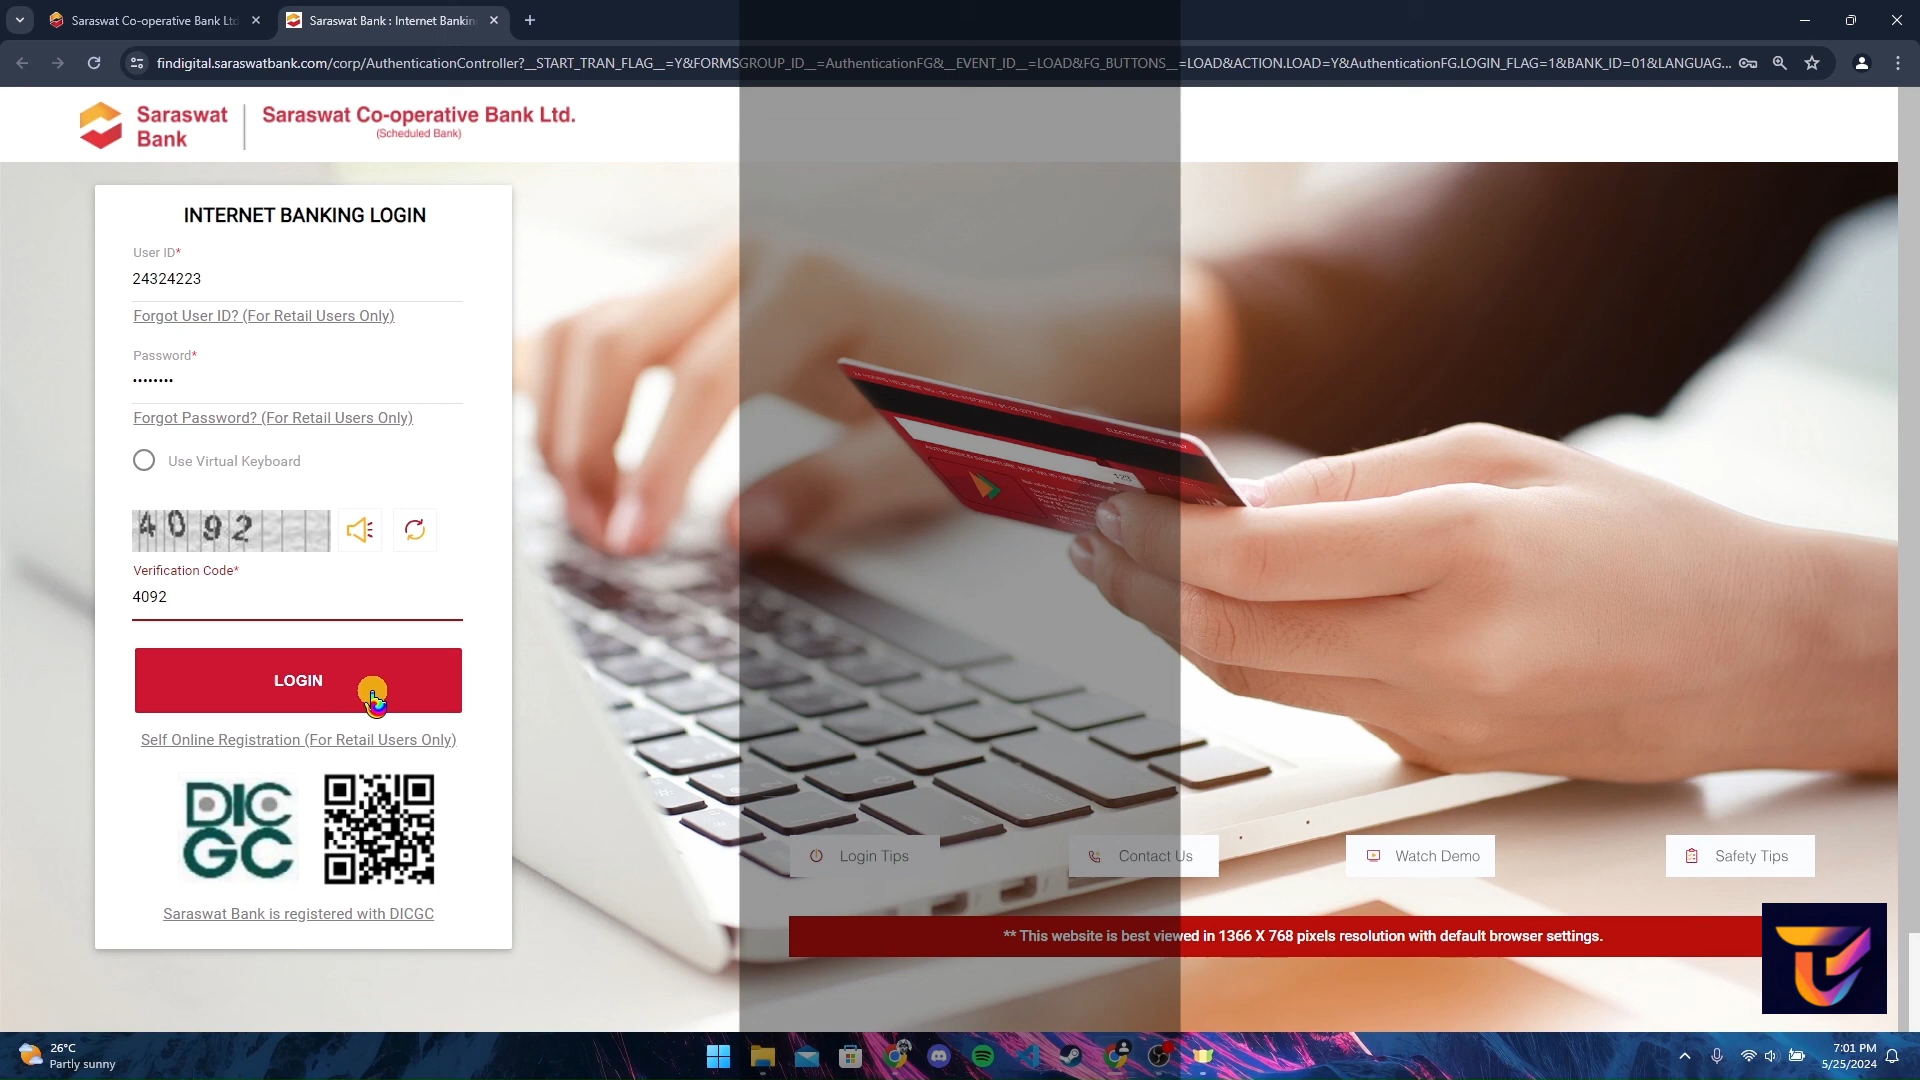 Saraswat Co-operative Bank Ltd
Saraswat Bank : Internet Bankin
findigital.saraswatbank.com/corp/AuthenticationController?__START_TRAN_FLAG__=Y&FORMSGROUP_ID__=AuthenticationFG&__EVENT_ID__=LOAD&FG_BUTTONS__=LOAD&ACTION.LOAD=Y&AuthenticationFG.LOGIN_FLAG=1&BANK_ID=01&LANGUAG...
Saraswat
Bank
Saraswat Co-operative Bank Ltd.
(Scheduled Bank)
INTERNET BANKING LOGIN
User ID*
24324223
Forgot User ID? (For Retail Users Only)
Password*
••••••••
Forgot Password? (For Retail Users Only)
Use Virtual Keyboard
4092
Verification Code*
4092
LOGIN
Self Online Registration (For Retail Users Only)
DIC
GC
Saraswat Bank is registered with DICGC
ELECTRONIC USE ONLY
123
Login Tips
Contact Us
Watch Demo
Safety Tips
** This website is best viewed in 1366 X 768 pixels resolution with default browser settings.
26°C
Partly sunny
7:01 PM
5/25/2024